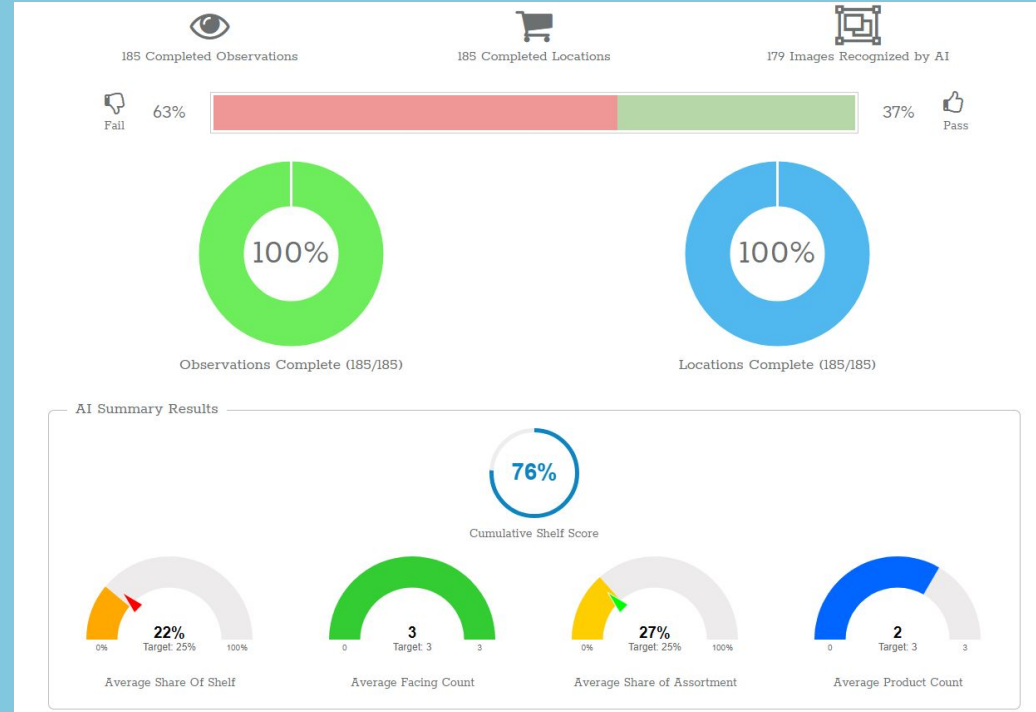 185 Completed Observations
185 Completed Locations
179 Images Recognized by AI
Fail
63%
37%
Pass
100%
100%
Observations Complete (185/185)
Locations Complete (185/185)
AI Summary Results
76%
Cumulative Shelf Score
22%
Target: 25%
0%
100%
Average Share Of Shelf
3
Target: 3
0
3
Average Facing Count
27%
Target: 25%
0%
100%
Average Share of Assortment
2
Target: 3
0
3
Average Product Count